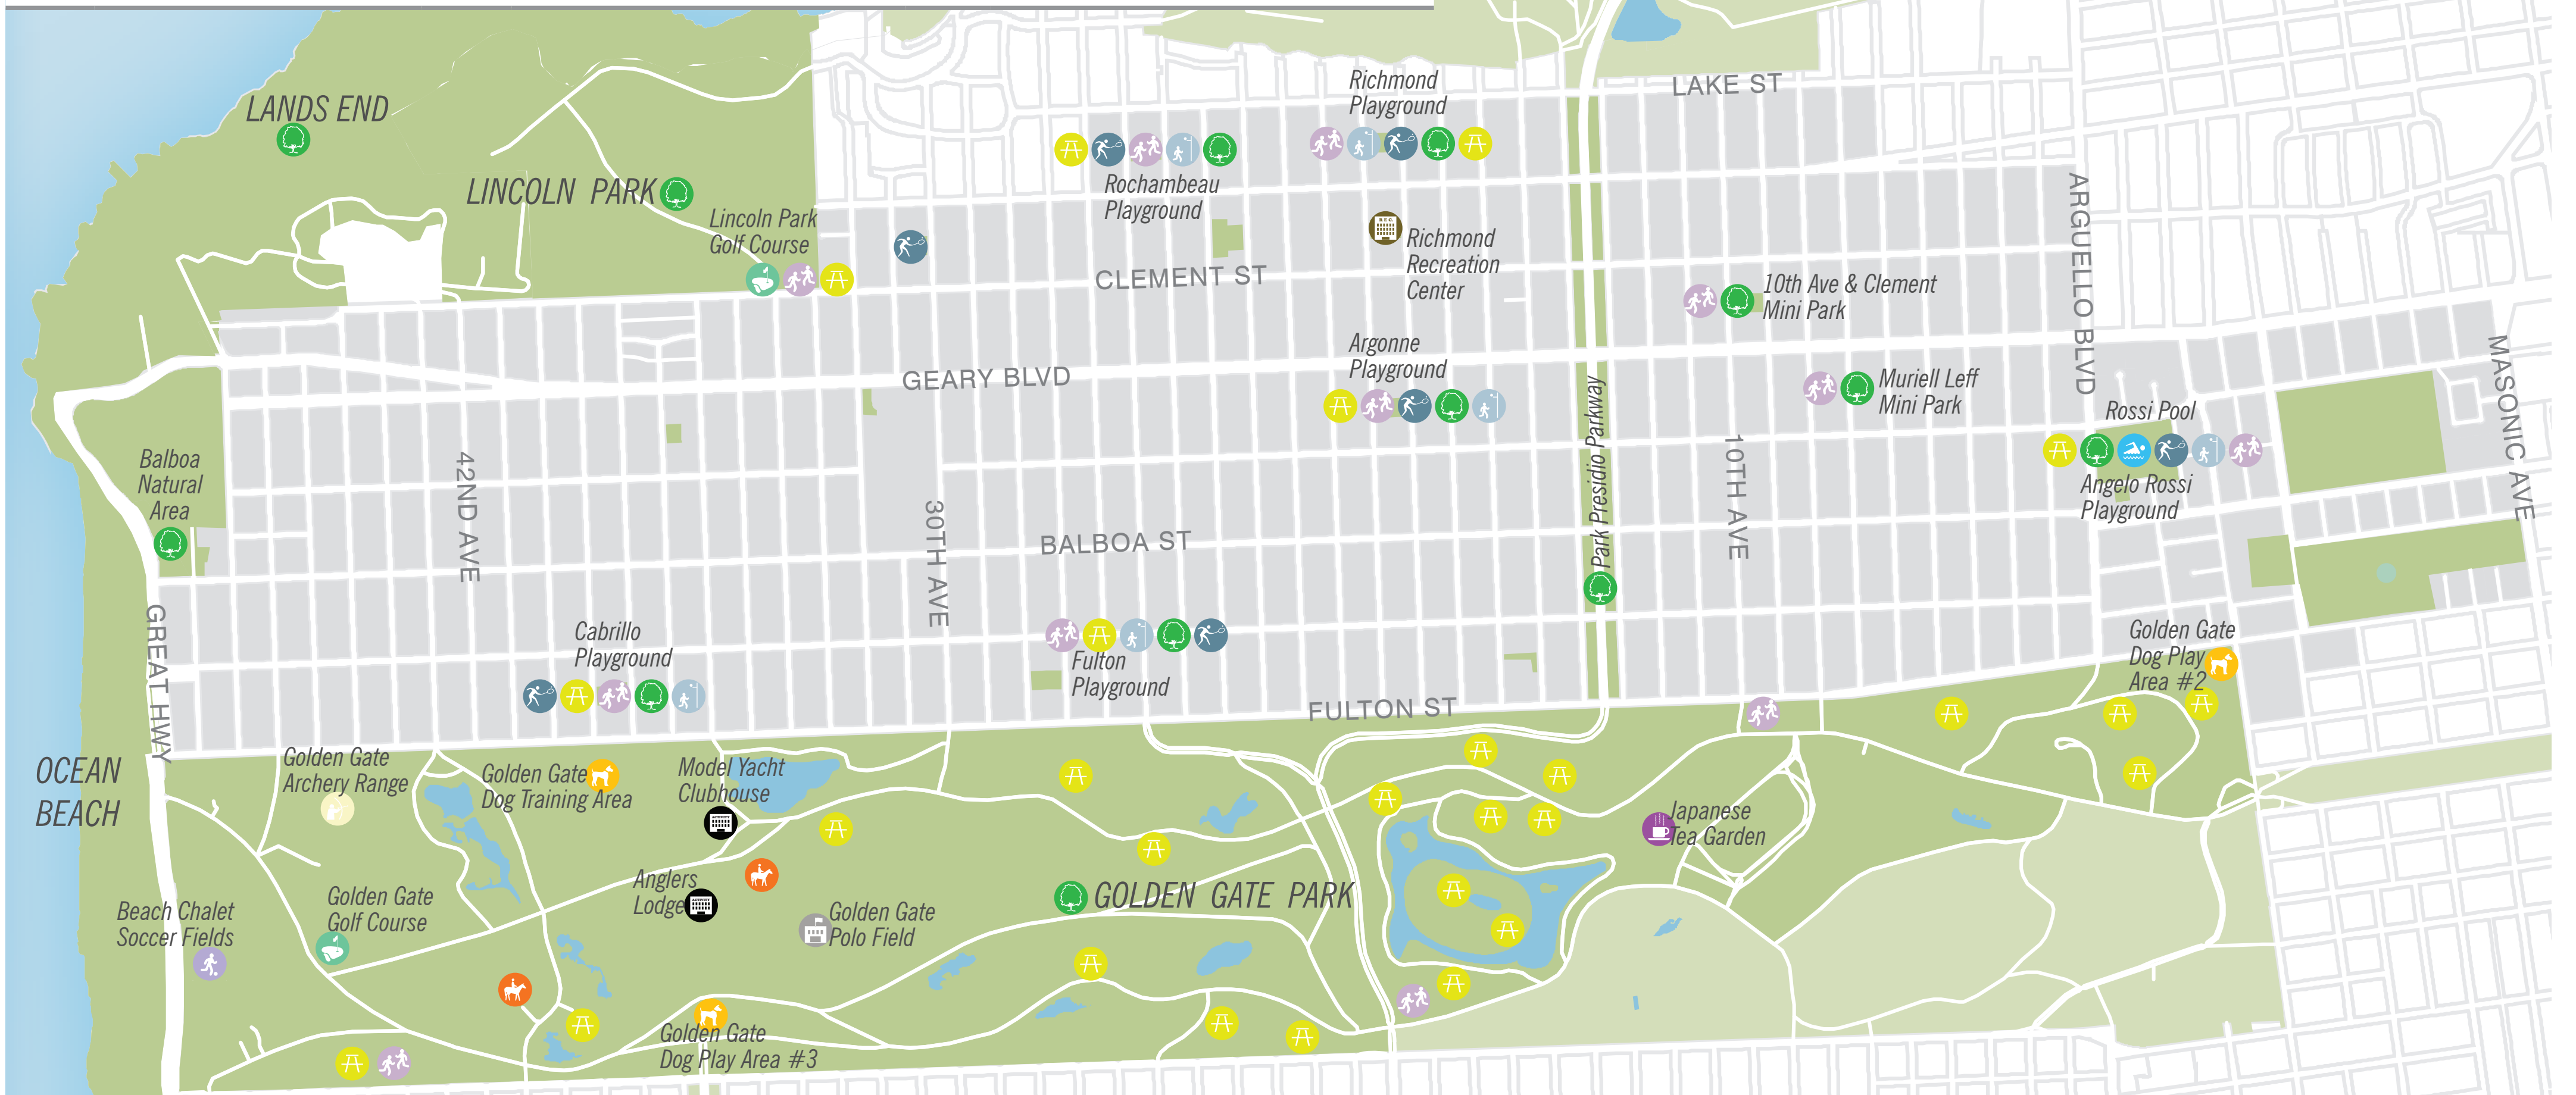 LANDS END
LINCOLN PARK
Lincoln Park
Golf Course
Rochambeau
Playground
Richmond
Playground
LAKE ST
Richmond
Recreation
Center
CLEMENT ST
10th Ave & Clement
Mini Park
ARGUELLO BLVD
MASONIC AVE
GEARY BLVD
Argonne
Playground
Park Presidio Parkway
Muriell Leff
Mini Park
Rossi Pool
Angelo Rossi
Playground
Balboa
Natural
Area
42ND AVE
30TH AVE
BALBOA ST
10TH AVE
GREAT HWY
Cabrillo
Playground
Fulton
Playground
FULTON ST
Golden Gate
Dog Play
Area #2
OCEAN
BEACH
Golden Gate
Archery Range
Golden Gate
Dog Training Area
Model Yacht
Clubhouse
Japanese
Tea Garden
Anglers
Lodge
GOLDEN GATE PARK
Beach Chalet
Soccer Fields
Golden Gate
Golf Course
Golden Gate
Polo Field
Golden Gate
Dog Play Area #3